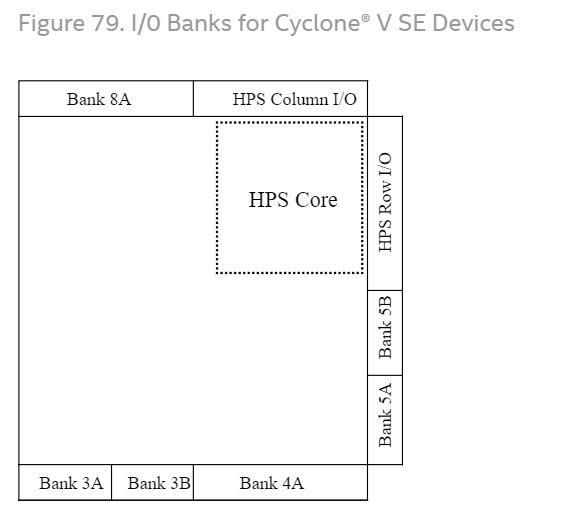 Figure 79. I/O Banks for Cyclone® V SE Devices
Bank 8A
HPS Column I/O
HPS Core
HPS Row I/O
Bank 5B
Bank 5A
Bank 3A
Bank 3B
Bank 4A